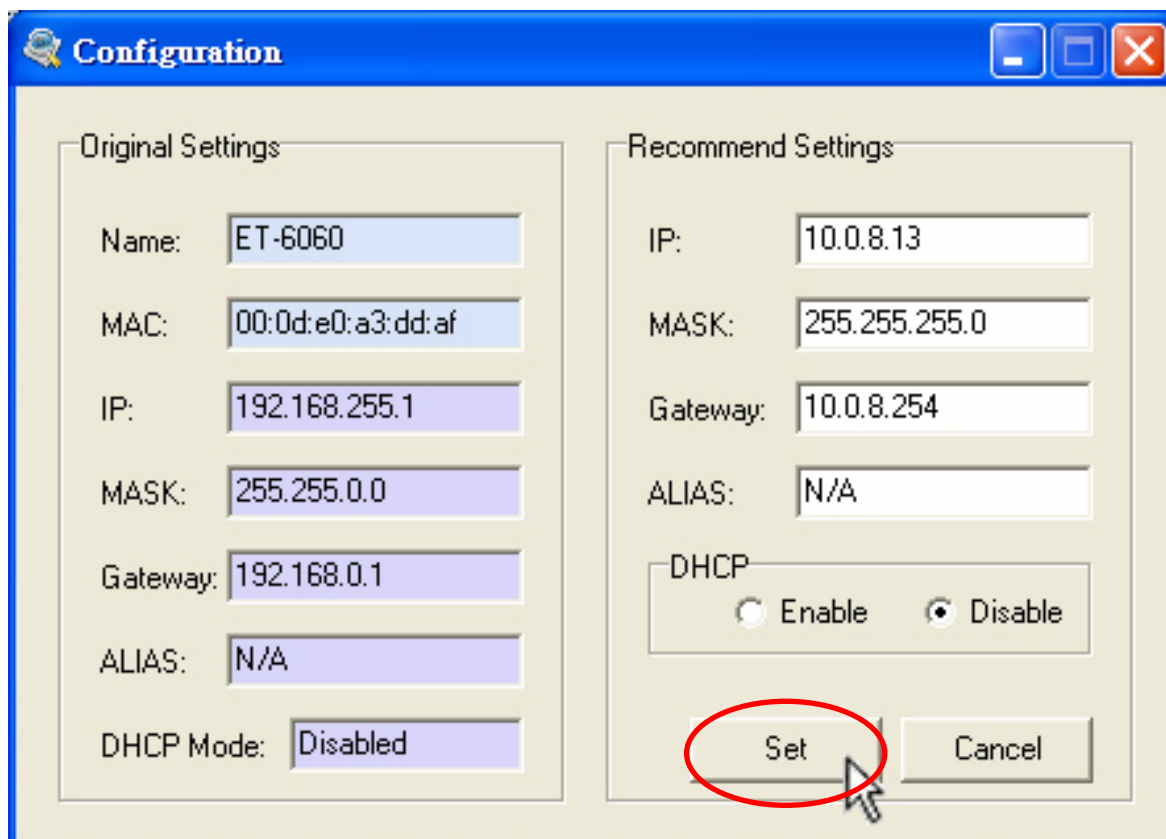 Configuration
Original Settings
Name: ET-6060
MAC: 00:0d:e0:a3:dd:af
IP: 192.168.255.1
MASK: 255.255.0.0
Gateway: 192.168.0.1
ALIAS: N/A
DHCP Mode: Disabled
Recommend Settings
IP: 10.0.8.13
MASK: 255.255.255.0
Gateway: 10.0.8.254
ALIAS: N/A
DHCP
Enable Disable
Set Cancel